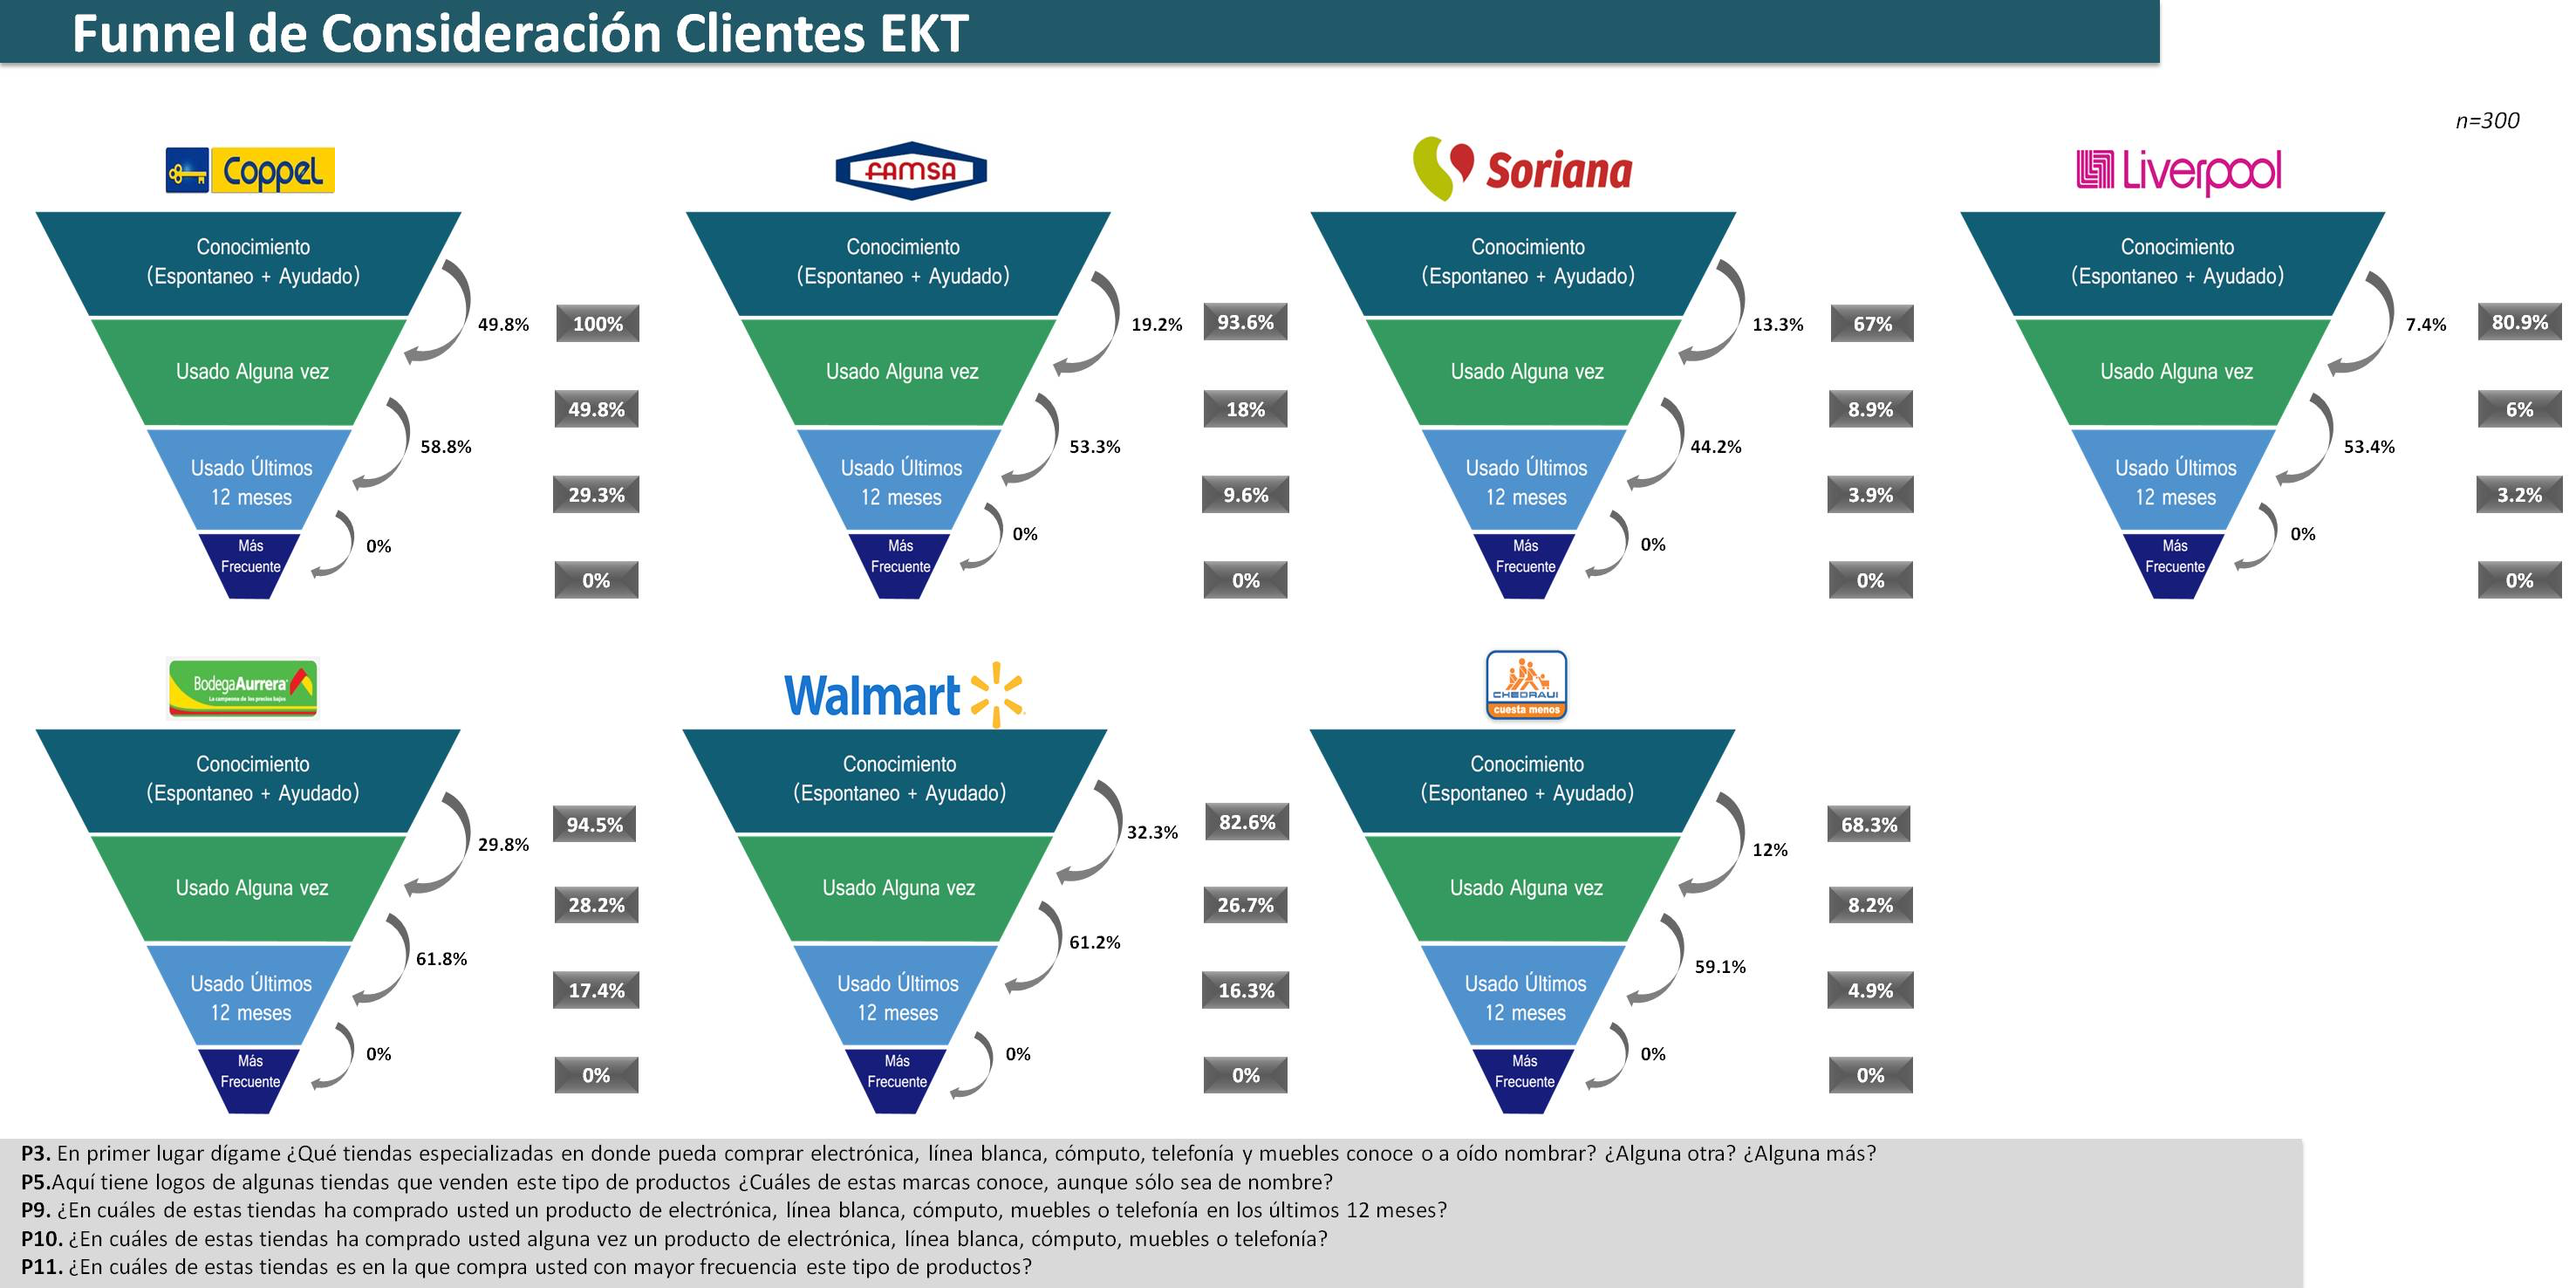 Funnel de Consideración Clientes EKT
n=300
Coppel
Conocimiento
(Espontaneo + Ayudado)
Usado Alguna vez
Usado Últimos
12 meses
Más
Frecuente
49.8%
58.8%
0%
100%
49.8%
29.3%
0%
FAMSA
Conocimiento
(Espontaneo + Ayudado)
Usado Alguna vez
Usado Últimos
12 meses
Más
Frecuente
19.2%
53.3%
0%
93.6%
18%
9.6%
0%
Soriana
Conocimiento
(Espontaneo + Ayudado)
Usado Alguna vez
Usado Últimos
12 meses
Más
Frecuente
13.3%
44.2%
0%
67%
8.9%
3.9%
0%
Liverpool
Conocimiento
(Espontaneo + Ayudado)
Usado Alguna vez
Usado Últimos
12 meses
Más
Frecuente
7.4%
53.4%
0%
80.9%
6%
3.2%
0%
BodegaAurrera
La campeona de los precios bajos
Conocimiento
(Espontaneo + Ayudado)
Usado Alguna vez
Usado Últimos
12 meses
Más
Frecuente
29.8%
61.8%
0%
94.5%
28.2%
17.4%
0%
Walmart
Conocimiento
(Espontaneo + Ayudado)
Usado Alguna vez
Usado Últimos
12 meses
Más
Frecuente
32.3%
61.2%
0%
82.6%
26.7%
16.3%
0%
CHEDRAUI
cuesta menos
Conocimiento
(Espontaneo + Ayudado)
Usado Alguna vez
Usado Últimos
12 meses
Más
Frecuente
12%
59.1%
0%
68.3%
8.2%
4.9%
0%
P3. En primer lugar dígame ¿Qué tiendas especializadas en donde pueda comprar electrónica, línea blanca, cómputo, telefonía y muebles conoce o a oído nombrar? ¿Alguna otra? ¿Alguna más?
P5.Aquí tiene logos de algunas tiendas que venden este tipo de productos ¿Cuáles de estas marcas conoce, aunque sólo sea de nombre?
P9. ¿En cuáles de estas tiendas ha comprado usted un producto de electrónica, línea blanca, cómputo, muebles o telefonía en los últimos 12 meses?
P10. ¿En cuáles de estas tiendas ha comprado usted alguna vez un producto de electrónica, línea blanca, cómputo, muebles o telefonía?
P11. ¿En cuáles de estas tiendas es en la que compra usted con mayor frecuencia este tipo de productos?